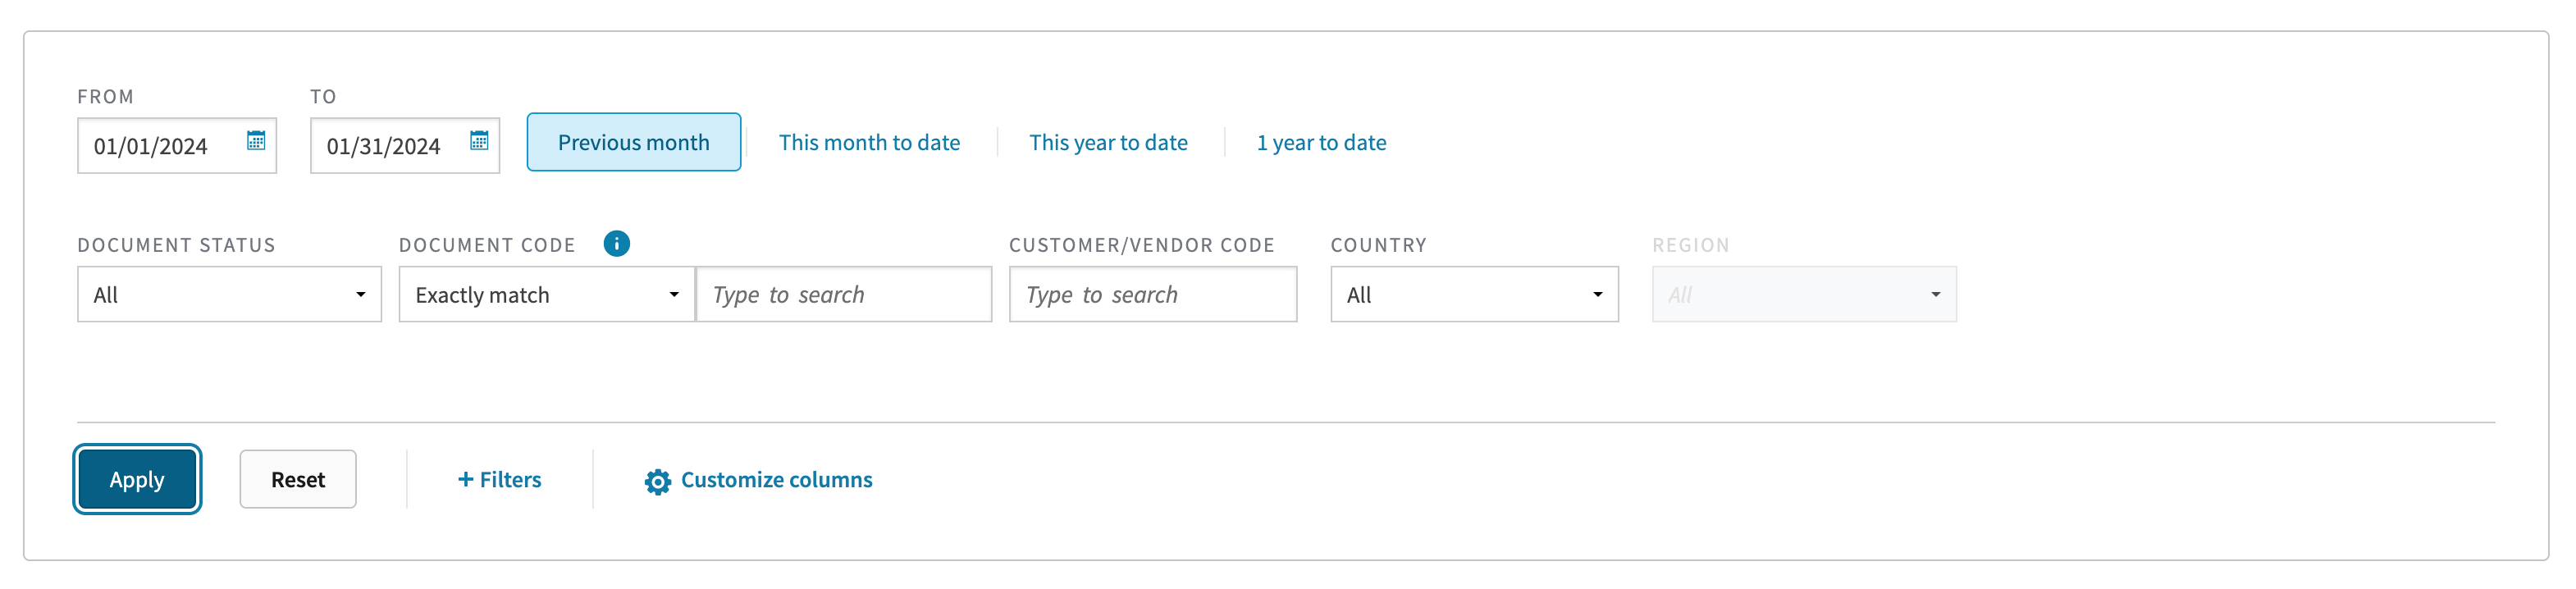 FROM TO
01/01/2024 01/31/2024 Previous month This month to date This year to date 1 year to date
DOCUMENT STATUS DOCUMENT CODE i CUSTOMER/VENDOR CODE COUNTRY REGION
All Exactly match Type to search Type to search All All
Apply Reset + Filters Customize columns